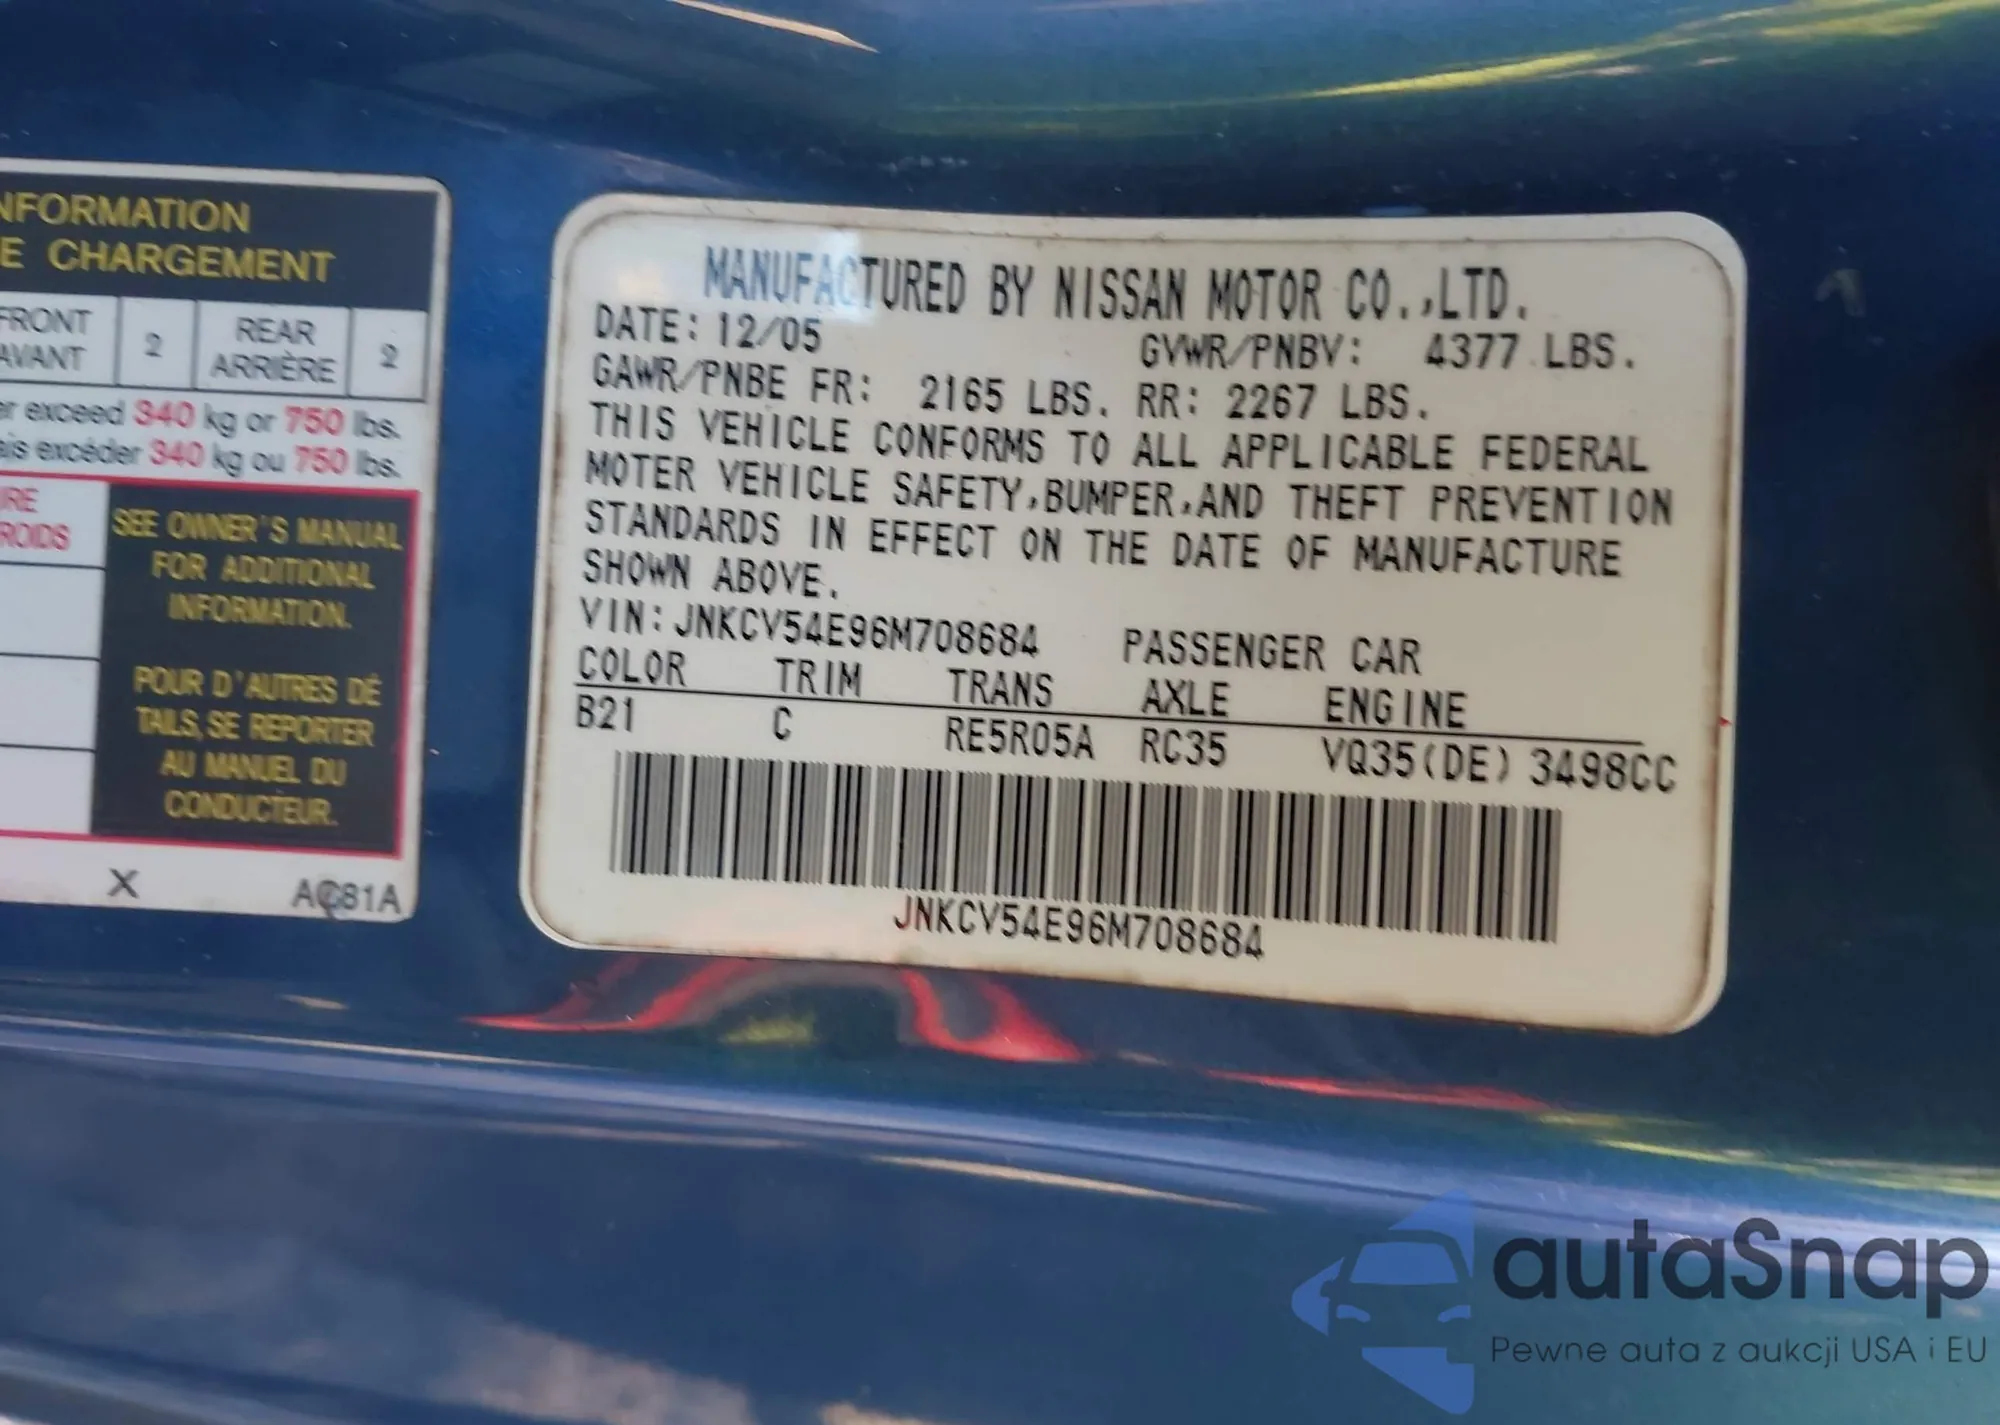 NFORMATION
E CHARGEMENT
FRONT
AVANT
2
REAR
ARRIÈRE
2
er exceed 340 kg or 750 lbs.
ais excéder 340 kg ou 750 lbs.
RE
ROIDS
SEE OWNER'S MANUAL
FOR ADDITIONAL
INFORMATION.
POUR D'AUTRES DÉ
TAILS, SE REPORTER
AU MANUEL DU
CONDUCTEUR.
X AC81A
MANUFACTURED BY NISSAN MOTOR CO.,LTD.
DATE: 12/05 GVWR/PNBV: 4377 LBS.
GAWR/PNBE FR: 2165 LBS. RR: 2267 LBS.
THIS VEHICLE CONFORMS TO ALL APPLICABLE FEDERAL
MOTER VEHICLE SAFETY,BUMPER,AND THEFT PREVENTION
STANDARDS IN EFFECT ON THE DATE OF MANUFACTURE
SHOWN ABOVE.
VIN: JNKCV54E96M708684 PASSENGER CAR
COLOR TRIM TRANS AXLE ENGINE
B21 C RE5R05A RC35 VQ35(DE) 3498CC
JNKCV54E96M708684
autaSnap
Pewne auta z aukcji USA i EU